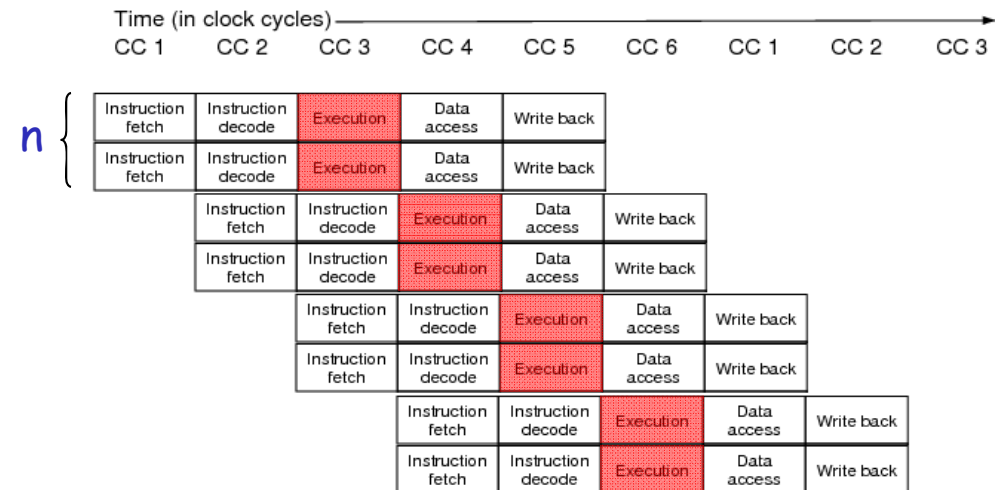 Time (in clock cycles)
CC 1 CC 2 CC 3 CC 4 CC 5 CC 6 CC 1 CC 2 CC 3
n
Instruction fetch Instruction decode Execution Data access Write back
Instruction fetch Instruction decode Execution Data access Write back
Instruction fetch Instruction decode Execution Data access Write back
Instruction fetch Instruction decode Execution Data access Write back
Instruction fetch Instruction decode Execution Data access Write back
Instruction fetch Instruction decode Execution Data access Write back
Instruction fetch Instruction decode Execution Data access Write back
Instruction fetch Instruction decode Execution Data access Write back